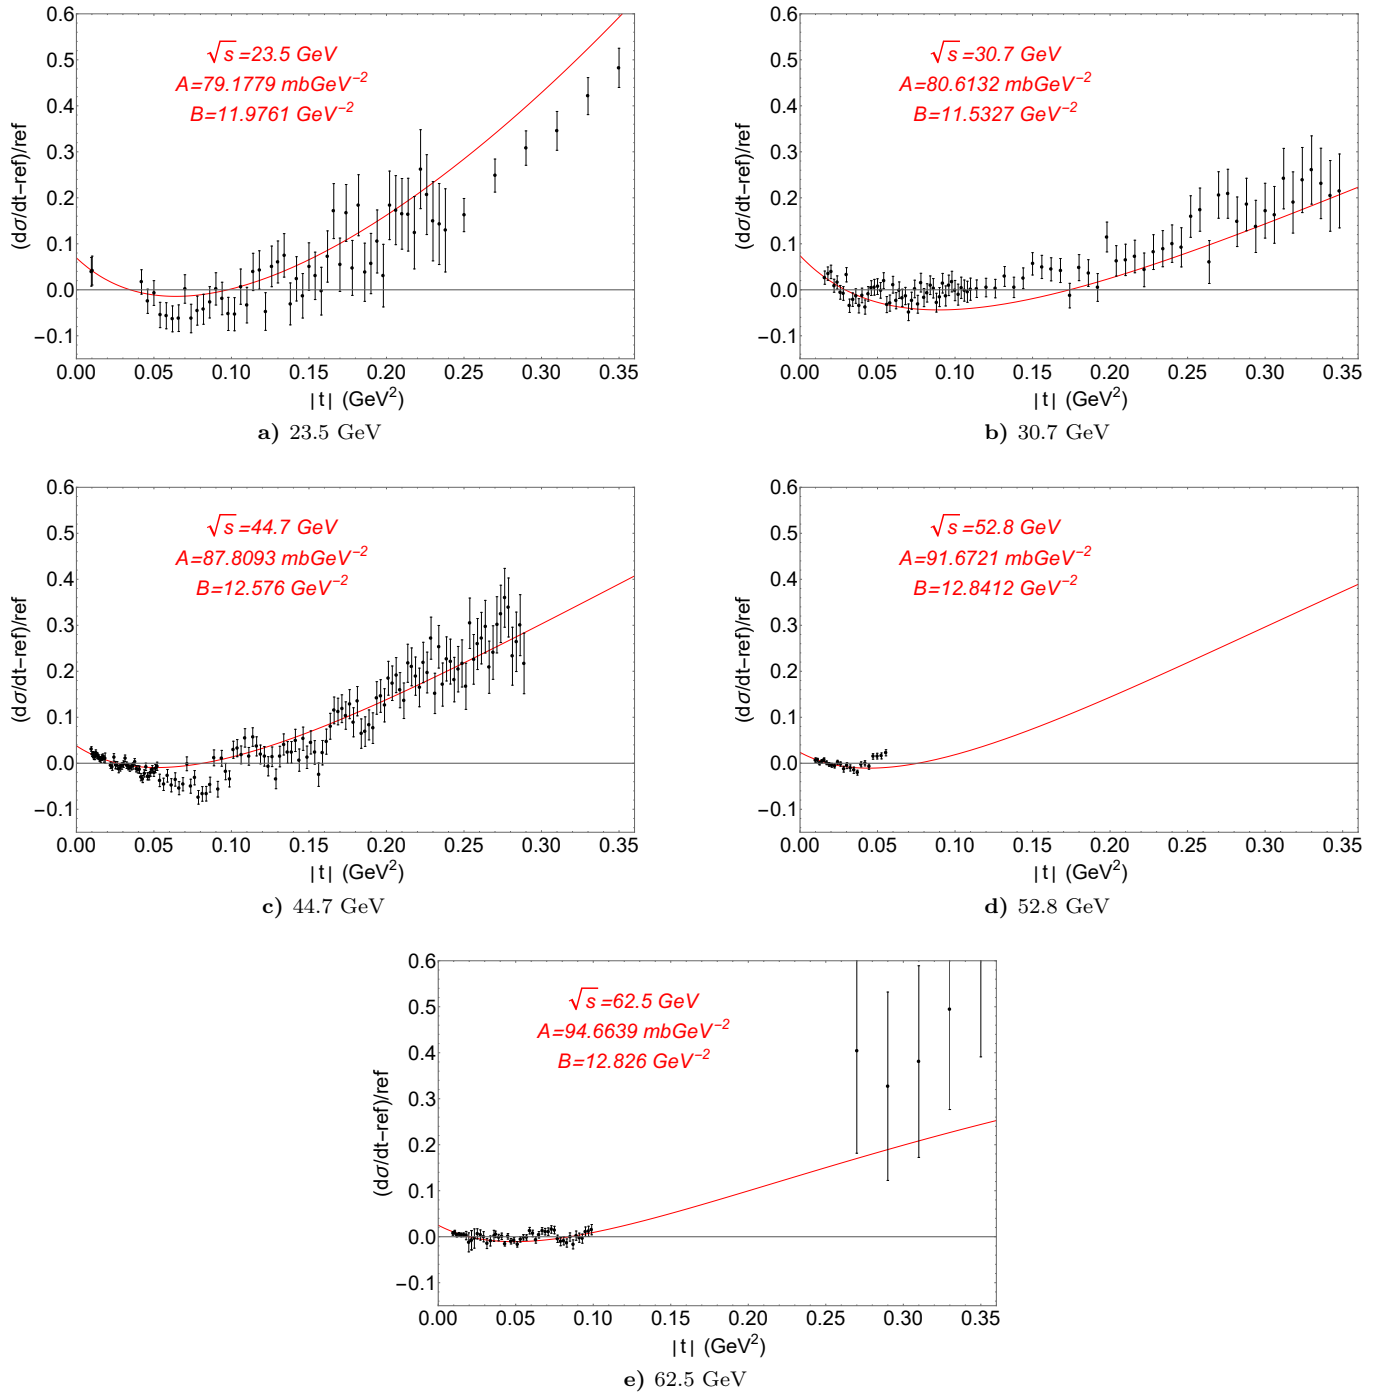 √s =23.5 GeV
A=79.1779 mbGeV⁻²
B=11.9761 GeV⁻²
(dσ/dt−ref)/ref
0.6
0.5
0.4
0.3
0.2
0.1
0.0
−0.1
0.00 0.05 0.10 0.15 0.20 0.25 0.30 0.35
|t| (GeV²)
a) 23.5 GeV
√s =30.7 GeV
A=80.6132 mbGeV⁻²
B=11.5327 GeV⁻²
(dσ/dt−ref)/ref
0.6
0.5
0.4
0.3
0.2
0.1
0.0
−0.1
0.00 0.05 0.10 0.15 0.20 0.25 0.30 0.35
|t| (GeV²)
b) 30.7 GeV
√s =44.7 GeV
A=87.8093 mbGeV⁻²
B=12.576 GeV⁻²
(dσ/dt−ref)/ref
0.6
0.5
0.4
0.3
0.2
0.1
0.0
−0.1
0.00 0.05 0.10 0.15 0.20 0.25 0.30 0.35
|t| (GeV²)
c) 44.7 GeV
√s =52.8 GeV
A=91.6721 mbGeV⁻²
B=12.8412 GeV⁻²
(dσ/dt−ref)/ref
0.6
0.5
0.4
0.3
0.2
0.1
0.0
−0.1
0.00 0.05 0.10 0.15 0.20 0.25 0.30 0.35
|t| (GeV²)
d) 52.8 GeV
√s =62.5 GeV
A=94.6639 mbGeV⁻²
B=12.826 GeV⁻²
(dσ/dt−ref)/ref
0.6
0.5
0.4
0.3
0.2
0.1
0.0
−0.1
0.00 0.05 0.10 0.15 0.20 0.25 0.30 0.35
|t| (GeV²)
e) 62.5 GeV